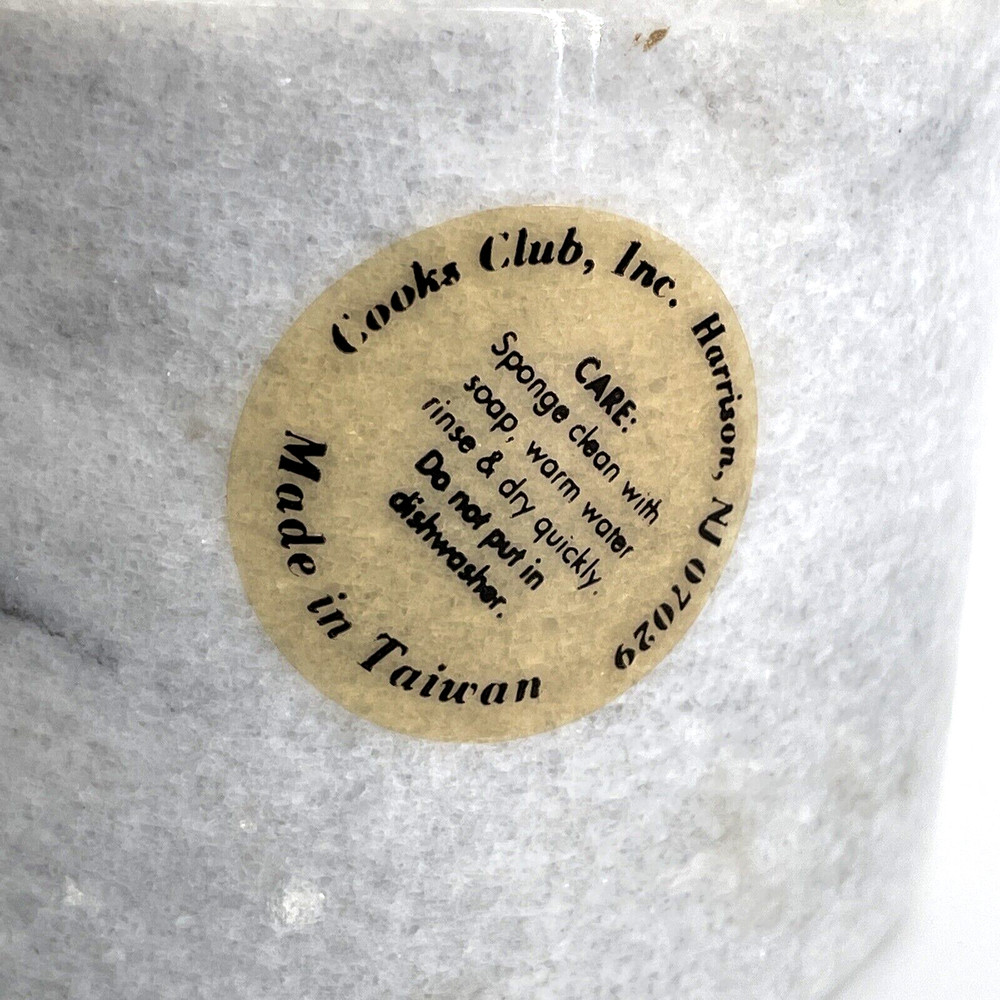 Cooks Club, Inc.
Harrison, NJ 07029
CARE:
Sponge clean with
soap, warm water
rinse & dry quickly.
Do not put in
dishwasher.
Made in Taiwan